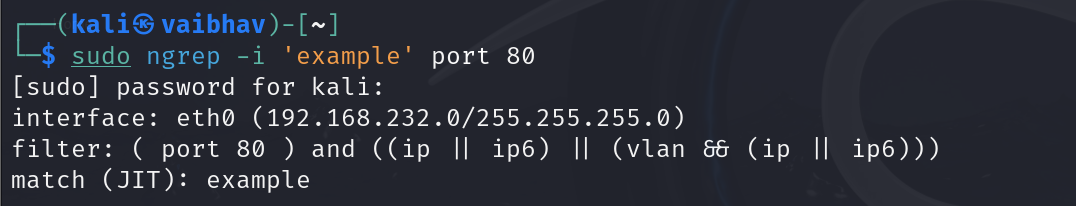 ┌──(kali㉿vaibhav)-[~]
└─$ sudo ngrep -i 'example' port 80
[sudo] password for kali:
interface: eth0 (192.168.232.0/255.255.255.0)
filter: ( port 80 ) and ((ip || ip6) || (vlan && (ip || ip6)))
match (JIT): example